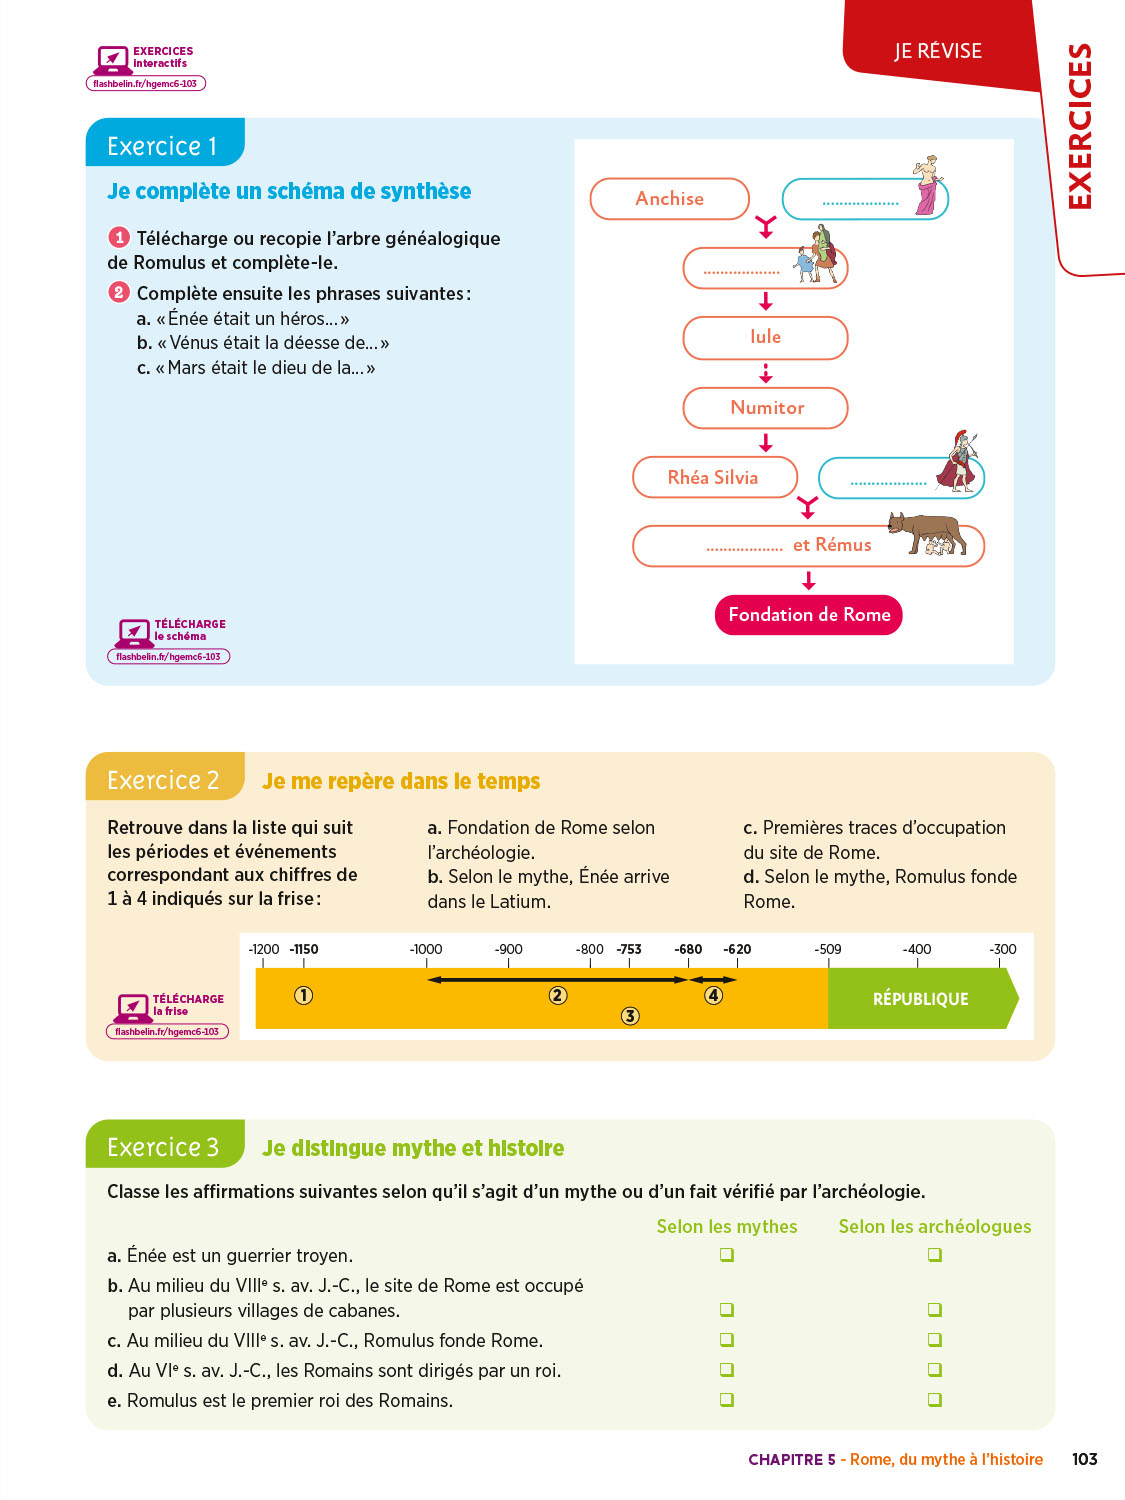 EXERCICES
interactifs
flashbelin.fr/hgemc6-103
JE RÉVISE
EXERCICES
Exercice 1
Je complète un schéma de synthèse
1 Télécharge ou recopie l'arbre généalogique
de Romulus et complète-le.
2 Complète ensuite les phrases suivantes :
a. « Énée était un héros... »
b. « Vénus était la déesse de... »
c. « Mars était le dieu de la... »
TÉLÉCHARGE
le schéma
flashbelin.fr/hgemc6-103
Anchise ..................
..................
Iule
Numitor
Rhéa Silvia ..................
.................. et Rémus
Fondation de Rome
Exercice 2
Je me repère dans le temps
Retrouve dans la liste qui suit
les périodes et événements
correspondant aux chiffres de
1 à 4 indiqués sur la frise :
a. Fondation de Rome selon
l'archéologie.
b. Selon le mythe, Énée arrive
dans le Latium.
c. Premières traces d'occupation
du site de Rome.
d. Selon le mythe, Romulus fonde
Rome.
TÉLÉCHARGE
la frise
flashbelin.fr/hgemc6-103
-1200 -1150 -1000 -900 -800 -753 -680 -620 -509 -400 -300
1 2 4
3
RÉPUBLIQUE
Exercice 3
Je distingue mythe et histoire
Classe les affirmations suivantes selon qu'il s'agit d'un mythe ou d'un fait vérifié par l'archéologie.
Selon les mythes Selon les archéologues
a. Énée est un guerrier troyen. ❑ ❑
b. Au milieu du VIIIe s. av. J.-C., le site de Rome est occupé
par plusieurs villages de cabanes. ❑ ❑
c. Au milieu du VIIIe s. av. J.-C., Romulus fonde Rome. ❑ ❑
d. Au VIe s. av. J.-C., les Romains sont dirigés par un roi. ❑ ❑
e. Romulus est le premier roi des Romains. ❑ ❑
CHAPITRE 5 - Rome, du mythe à l'histoire 103